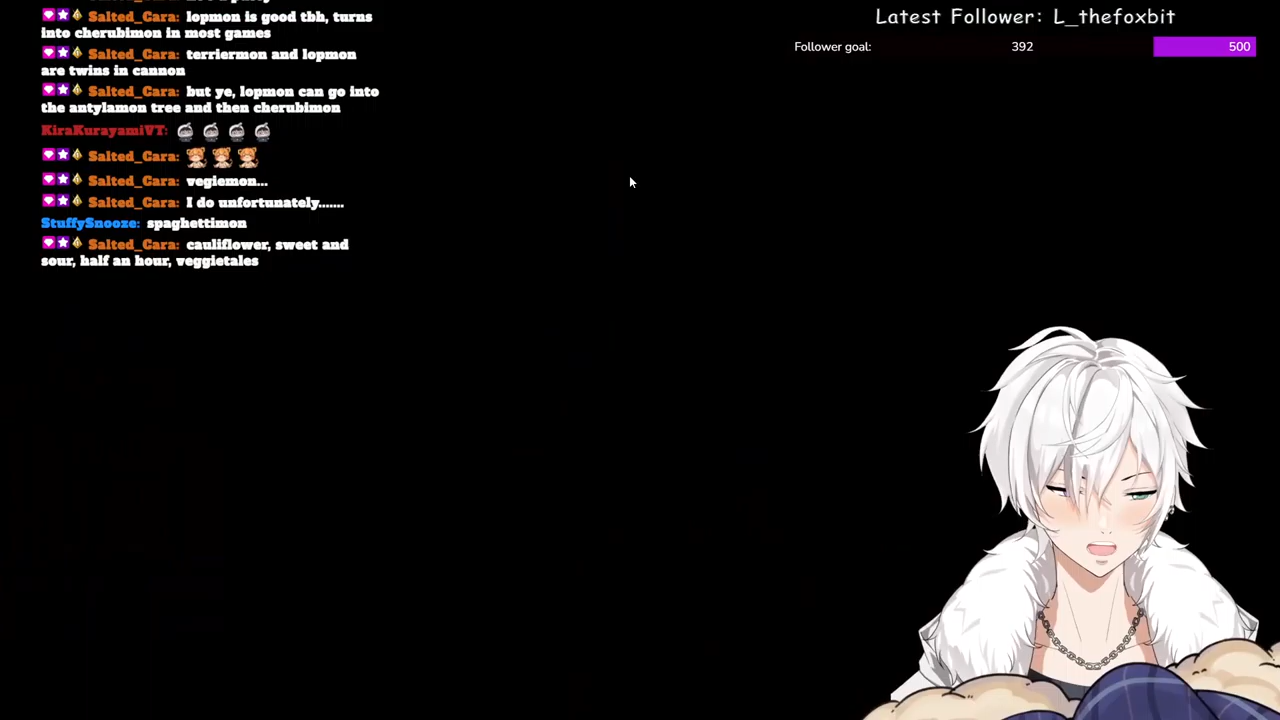 Salted_Cara: lopmon is good tbh, turns
into cherubimon in most games
Salted_Cara: terriermon and lopmon
are twins in cannon
Salted_Cara: but ye, lopmon can go into
the antylamon tree and then cherubimon
KiraKurayamiVT:
Salted_Cara:
Salted_Cara: vegiemon...
Salted_Cara: I do unfortunately.......
StuffySnooze: spaghettimon
Salted_Cara: cauliflower, sweet and
sour, half an hour, veggietales
Latest Follower: L_thefoxbit
Follower goal: 392 500